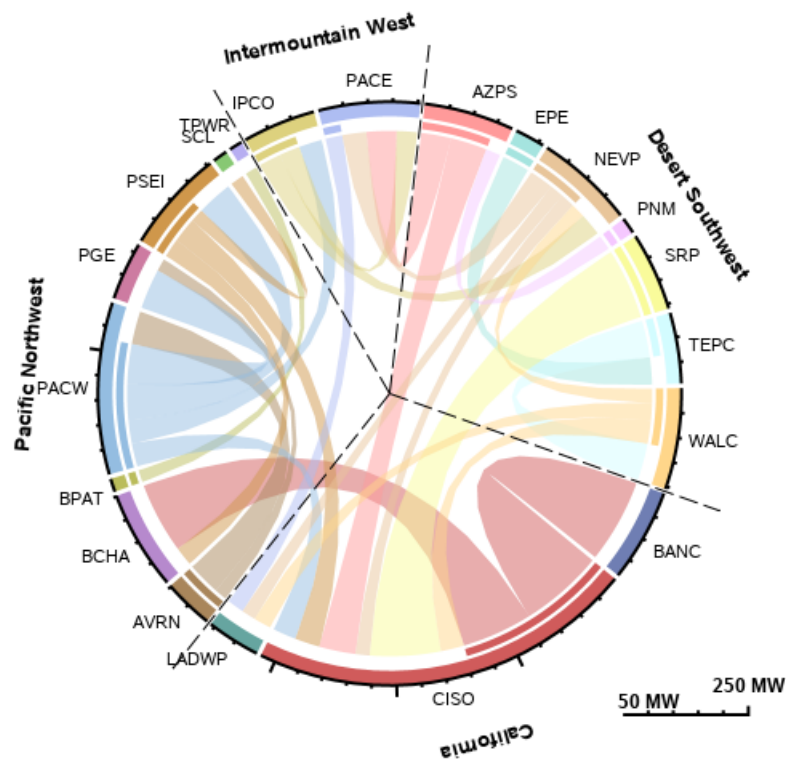 Intermountain West
PACE
AZPS
IPCO
EPE
TPWR
SCL
NEVP
Desert Southwest
PSEI
PNM
PGE
SRP
Pacific Northwest
TEPC
PACW
WALC
BPAT
BANC
BCHA
AVRN
LADWP
CISO
250 MW
50 MW
California